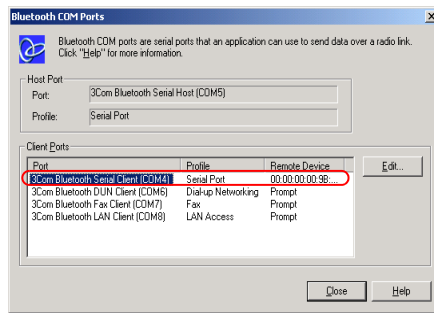 Bluetooth COM Ports
Bluetooth COM ports are serial ports that an application can use to send data over a radio link.
Click "Help" for more information.
Host Port
Port: 3Com Bluetooth Serial Host (COM5)
Profile: Serial Port
Client Ports
Port Profile Remote Device
3Com Bluetooth Serial Client (COM4) Serial Port 00:00:00:00:9B:...
3Com Bluetooth DUN Client (COM6) Dial-up Networking Prompt
3Com Bluetooth Fax Client (COM7) Fax Prompt
3Com Bluetooth LAN Client (COM8) LAN Access Prompt
Edit...
Close Help